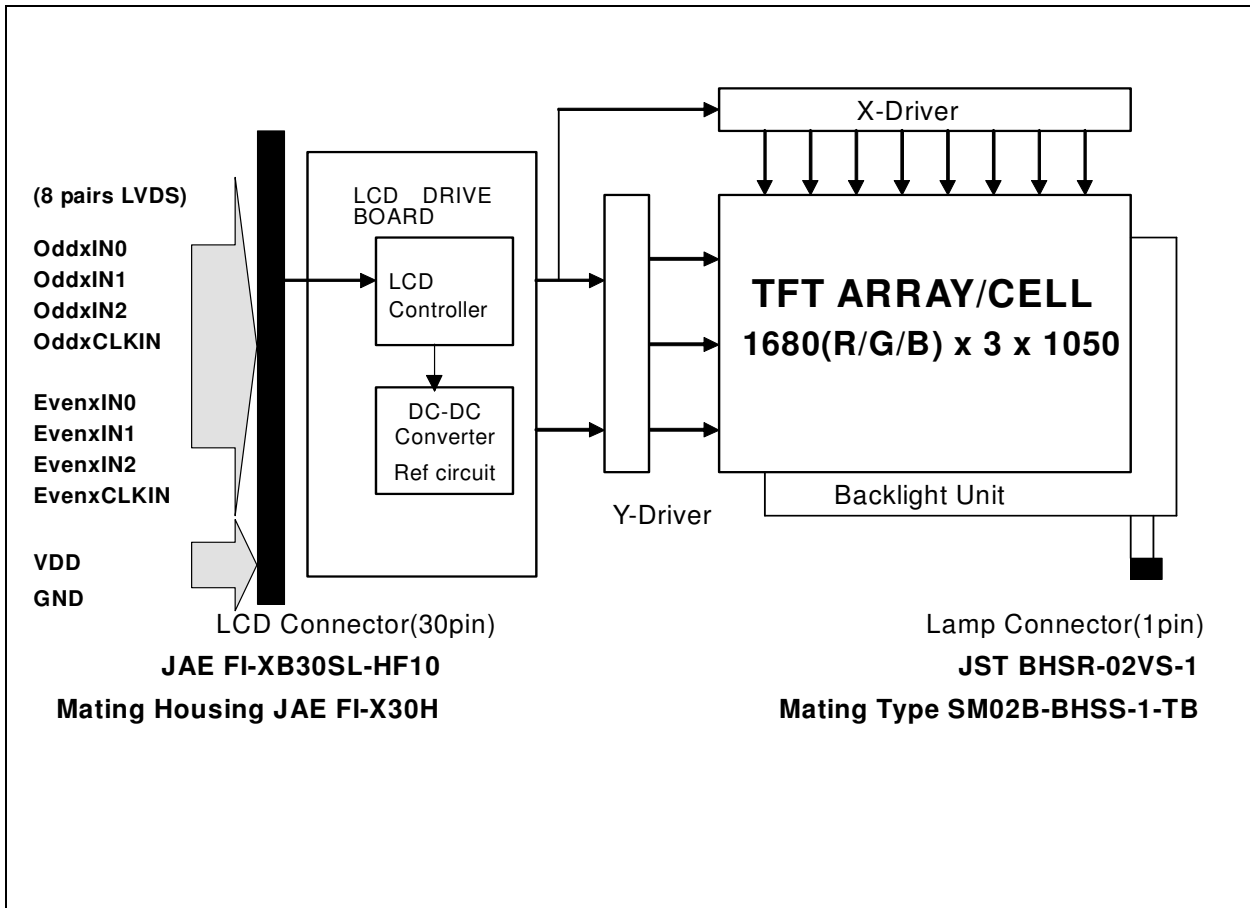 X-Driver
(8 pairs LVDS)
OddxIN0
OddxIN1
OddxIN2
OddxCLKIN
EvenxIN0
EvenxIN1
EvenxIN2
EvenxCLKIN
VDD
GND
LCD DRIVE
BOARD
LCD
Controller
DC-DC
Converter
Ref circuit
Y-Driver
TFT ARRAY/CELL
1680(R/G/B) x 3 x 1050
Backlight Unit
LCD Connector(30pin)
JAE FI-XB30SL-HF10
Mating Housing JAE FI-X30H
Lamp Connector(1pin)
JST BHSR-02VS-1
Mating Type SM02B-BHSS-1-TB